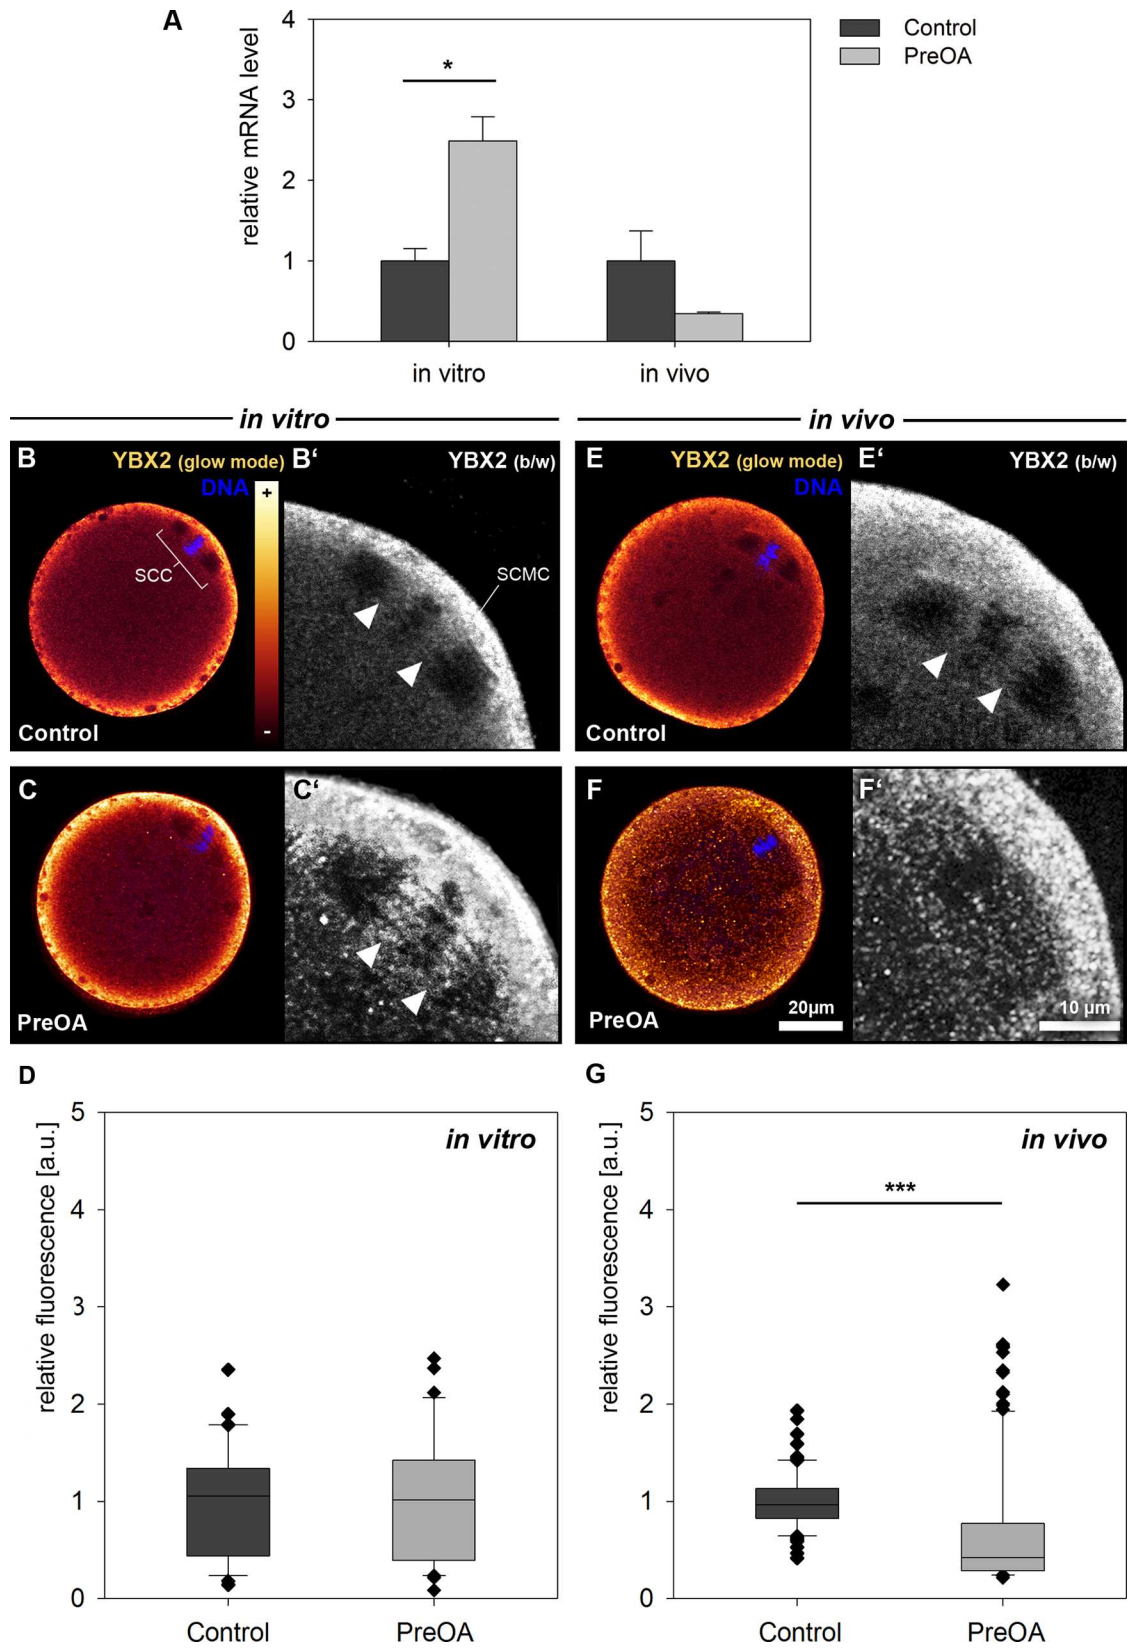 A
Control
PreOA
relative mRNA level
4
3
2
1
0
*
in vitro
in vivo
in vitro
in vivo
B
YBX2 (glow mode)
DNA
+
-
SCC
Control
B‘
YBX2 (b/w)
SCMC
E
YBX2 (glow mode)
DNA
Control
E‘
YBX2 (b/w)
C
PreOA
C‘
F
PreOA
20µm
F‘
10 µm
D
relative fluorescence [a.u.]
5
4
3
2
1
0
in vitro
Control
PreOA
G
relative fluorescence [a.u.]
5
4
3
2
1
0
in vivo
***
Control
PreOA